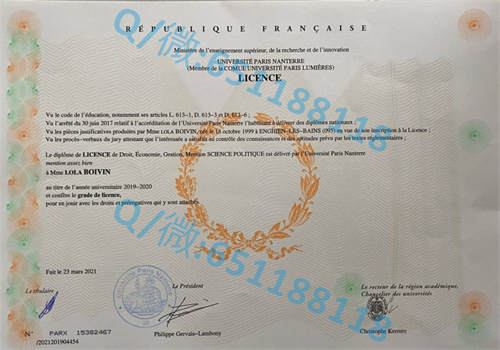 RÉPUBLIQUE FRANÇAISE
Ministère de l'enseignement supérieur, de la recherche et de l'innovation
UNIVERSITÉ PARIS NANTERRE
(Membre de la COMUE UNIVERSITÉ PARIS LUMIÈRES)
LICENCE
Vu le code de l'éducation, notamment ses articles L. 613-1, D. 613-3 et D. 613-6 ;
Vu l'arrêté du 30 juin 2017 relatif à l'accréditation de l'Université Paris Nanterre l'habilitant à délivrer des diplômes nationaux ;
Vu les pièces justificatives produites par Mme LOLA BOIVIN, née le 18 octobre 1999 à ENGHIEN-LES-BAINS (095) en vue de son inscription à la Licence ;
Vu les procès-verbaux du jury attestant que l'intéressée a satisfait au contrôle des connaissances et des aptitudes prévu par les textes réglementaires ;
Le diplôme de LICENCE de Droit, Économie, Gestion, Mention SCIENCE POLITIQUE est délivré par l'Université Paris Nanterre
mention assez bien
à Mme LOLA BOIVIN
au titre de l'année universitaire 2019-2020
et confère le grade de licence,
pour en jouir avec les droits et prérogatives qui y sont attachés.
Fait le 23 mars 2021
Le titulaire
Le Président
Le recteur de la région académique,
Chancelier des universités
Université Paris Nanterre
N° PARX 15382467
/2021201904454
Philippe Gervais-Lambony
Christophe Kerrero
Q/微:651188118
Q/微:651188118